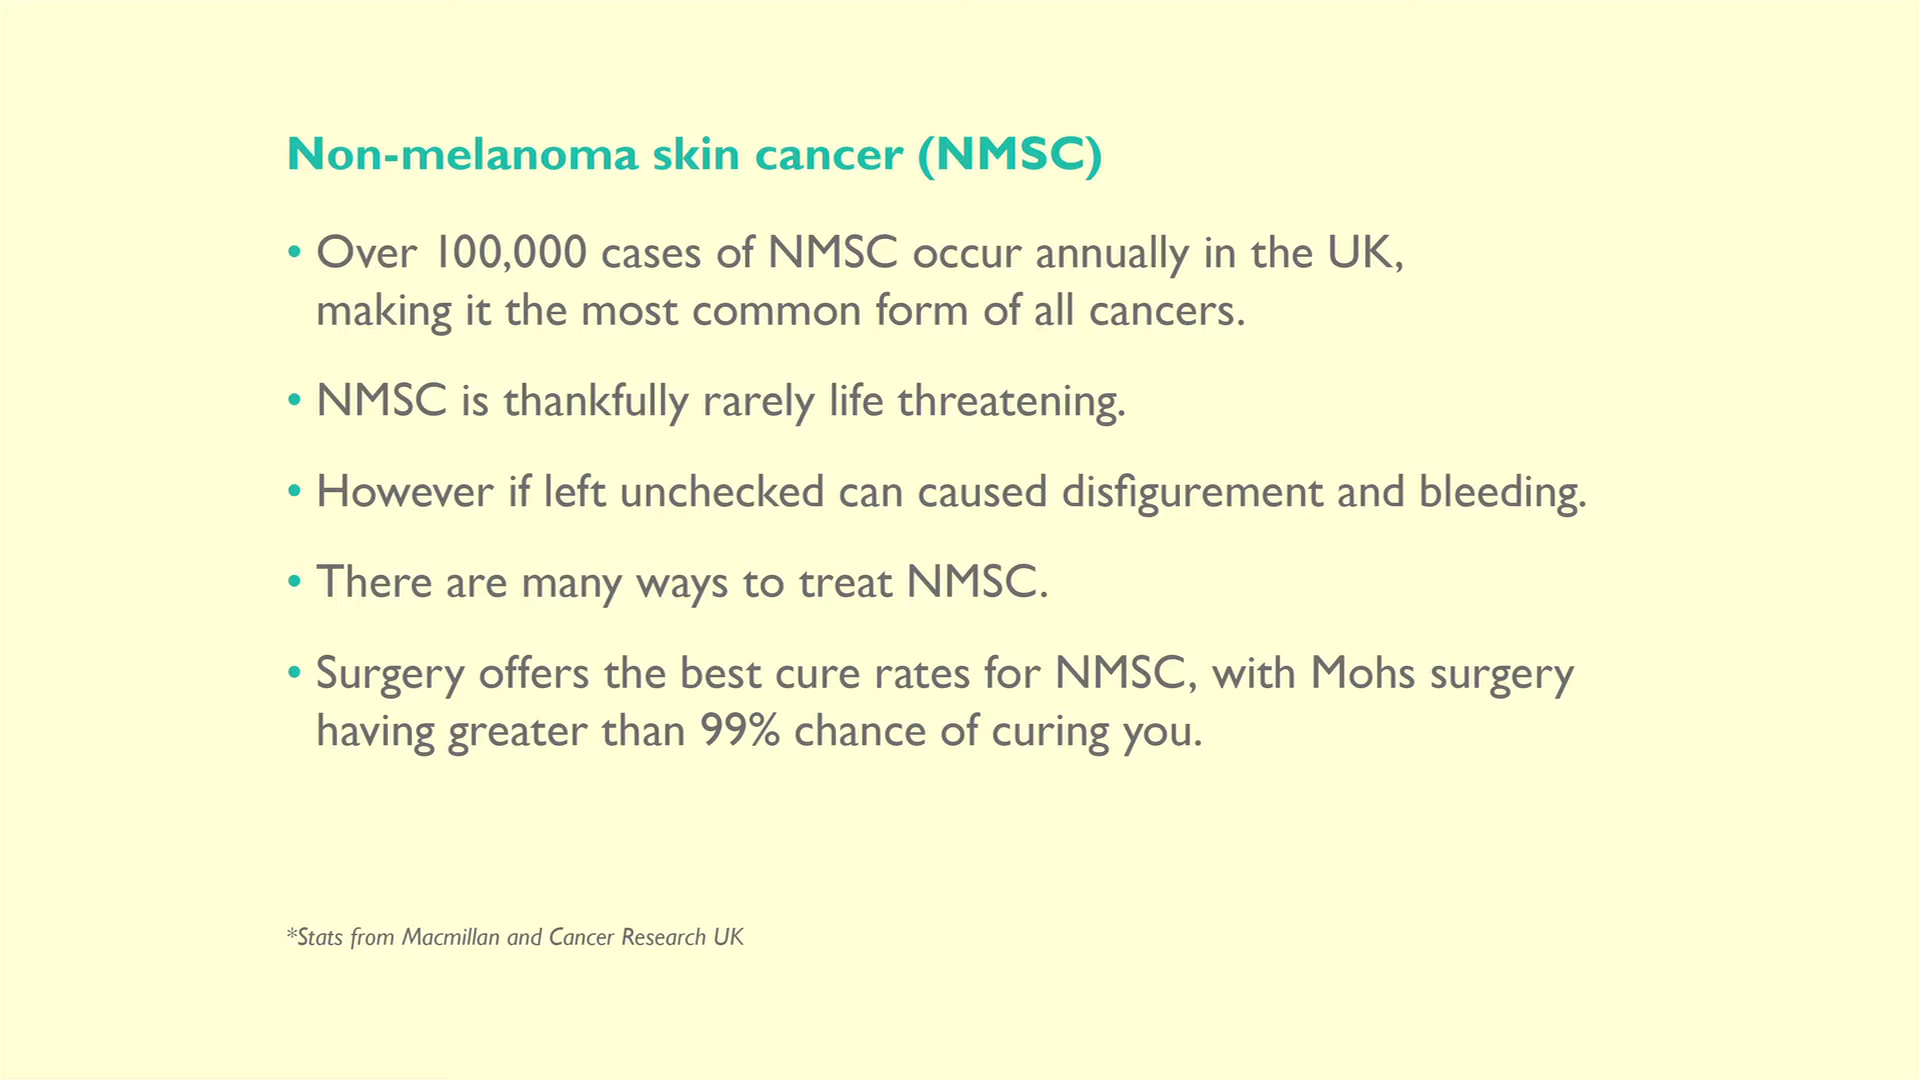 Non-melanoma skin cancer (NMSC)
• Over 100,000 cases of NMSC occur annually in the UK,
making it the most common form of all cancers.
• NMSC is thankfully rarely life threatening.
• However if left unchecked can caused disfigurement and bleeding.
• There are many ways to treat NMSC.
• Surgery offers the best cure rates for NMSC, with Mohs surgery
having greater than 99% chance of curing you.
*Stats from Macmillan and Cancer Research UK